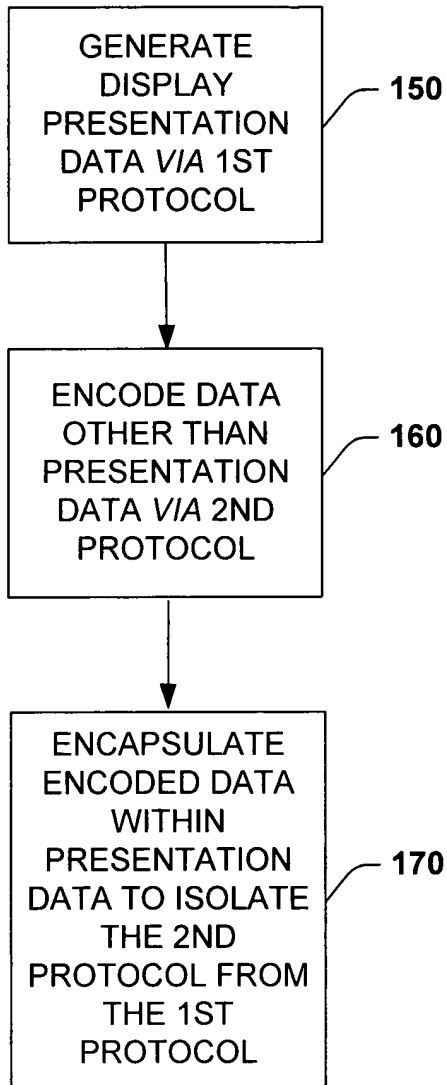 GENERATE
DISPLAY
PRESENTATION
DATA VIA 1ST
PROTOCOL
150
ENCODE DATA
OTHER THAN
PRESENTATION
DATA VIA 2ND
PROTOCOL
160
ENCAPSULATE
ENCODED DATA
WITHIN
PRESENTATION
DATA TO ISOLATE
THE 2ND
PROTOCOL FROM
THE 1ST
PROTOCOL
170